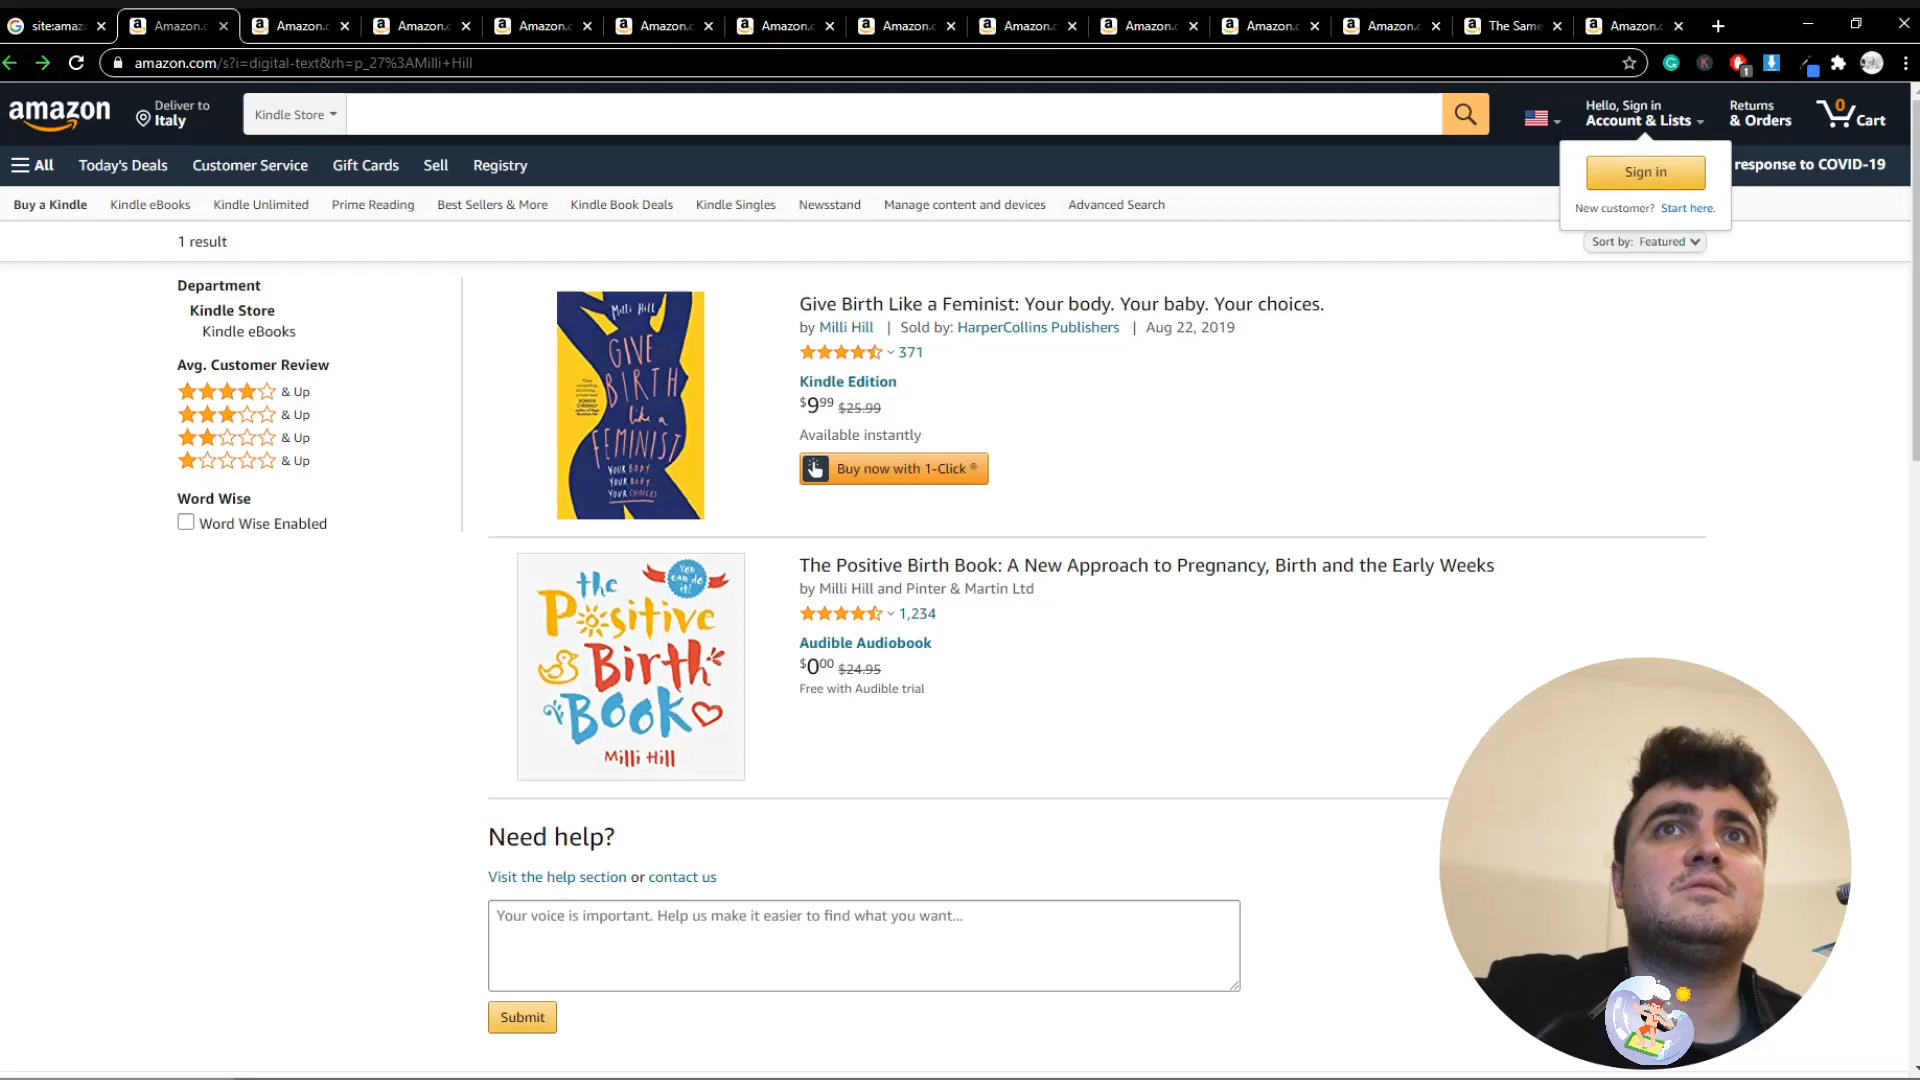 site:amaz
Amazon.c
Amazon.c
Amazon.c
Amazon.c
Amazon.c
Amazon.c
Amazon.c
Amazon.c
Amazon.c
Amazon.c
Amazon.c
The Same
Amazon.c
amazon.com/s?i=digital-text&rh=p_27%3AMilli+Hill
1
amazon
Deliver to
Italy
Kindle Store
Hello, Sign in
Account & Lists
Returns
& Orders
0
Cart
All
Today's Deals
Customer Service
Gift Cards
Sell
Registry
Sign in
response to COVID-19
New customer? Start here.
Buy a Kindle
Kindle eBooks
Kindle Unlimited
Prime Reading
Best Sellers & More
Kindle Book Deals
Kindle Singles
Newsstand
Manage content and devices
Advanced Search
1 result
Sort by: Featured
Department
Kindle Store
Kindle eBooks
Avg. Customer Review
& Up
& Up
& Up
& Up
Word Wise
Word Wise Enabled
Milli Hill
GIVE
BIRTH
like a
FEMINIST
YOUR BODY
YOUR BABY
YOUR CHOICES
Give Birth Like a Feminist: Your body. Your baby. Your choices.
by Milli Hill | Sold by: HarperCollins Publishers | Aug 22, 2019
371
Kindle Edition
$9.99 $25.99
Available instantly
Buy now with 1-Click ®
the
Positive
Birth
BOOK
Milli Hill
You
can do
it!
The Positive Birth Book: A New Approach to Pregnancy, Birth and the Early Weeks
by Milli Hill and Pinter & Martin Ltd
1,234
Audible Audiobook
$0.00 $24.95
Free with Audible trial
Need help?
Visit the help section or contact us
Your voice is important. Help us make it easier to find what you want...
Submit